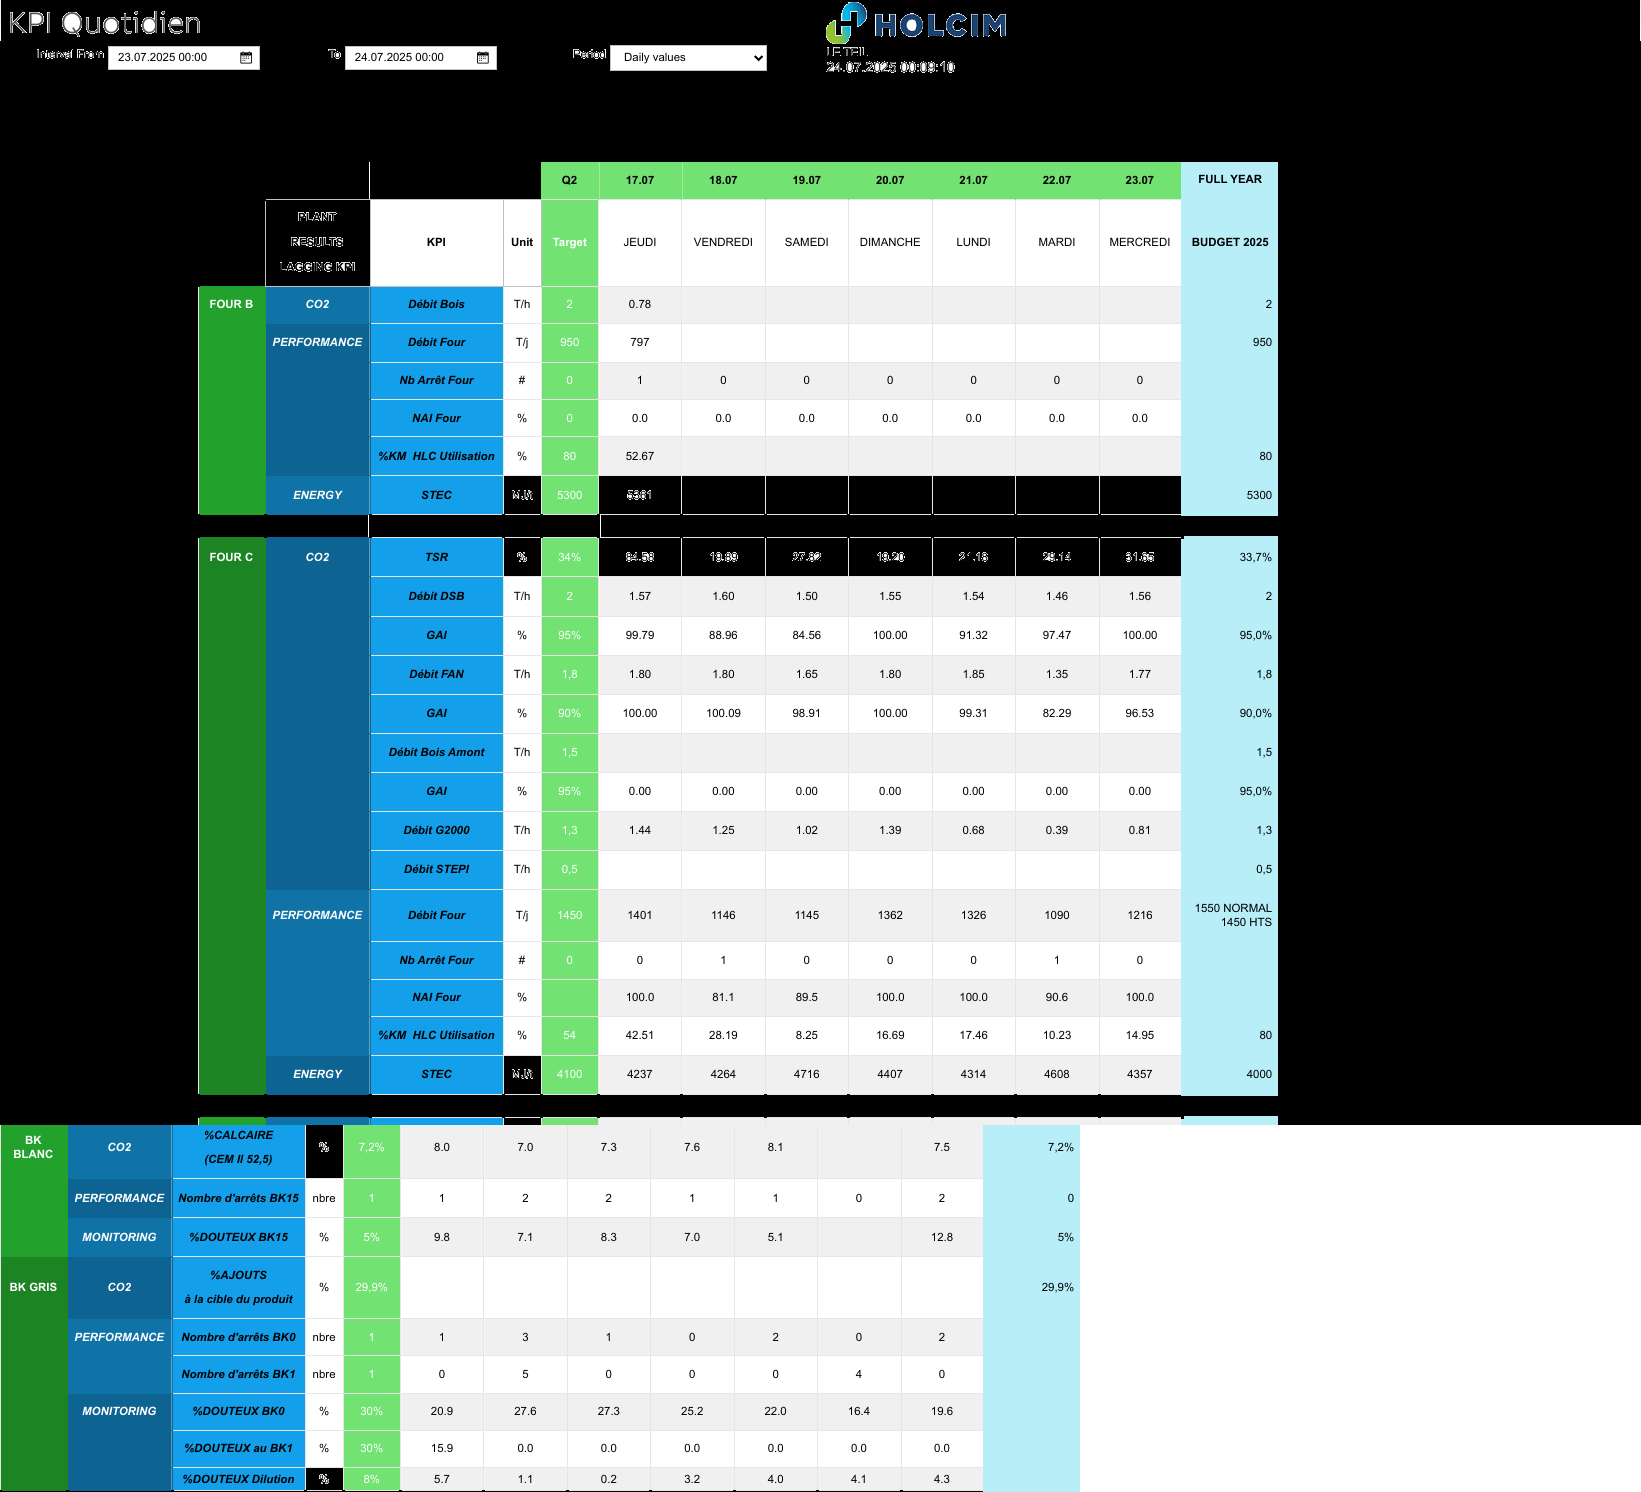 KPI Quotidien
HOLCIM
Interval From 23.07.2025 00:00 To 24.07.2025 00:00 Period Daily values
LE TEIL
24.07.2025 00:09:10
Q2 17.07 18.07 19.07 20.07 21.07 22.07 23.07 FULL YEAR
PLANT
RESULTS
LAGGING KPI
KPI Unit Target JEUDI VENDREDI SAMEDI DIMANCHE LUNDI MARDI MERCREDI BUDGET 2025
FOUR B CO2 Débit Bois T/h 2 0.78 2
PERFORMANCE Débit Four T/j 950 797 950
Nb Arrêt Four # 0 1 0 0 0 0 0 0
NAI Four % 0 0.0 0.0 0.0 0.0 0.0 0.0 0.0
%KM HLC Utilisation % 80 52.67 80
ENERGY STEC MJ/t 5300 5300
FOUR C CO2 TSR % 34% 33,7%
Débit DSB T/h 2 1.57 1.60 1.50 1.55 1.54 1.46 1.56 2
GAI % 95% 99.79 88.96 84.56 100.00 91.32 97.47 100.00 95,0%
Débit FAN T/h 1,8 1.80 1.80 1.65 1.80 1.85 1.35 1.77 1,8
GAI % 90% 100.00 100.09 98.91 100.00 99.31 82.29 96.53 90,0%
Débit Bois Amont T/h 1,5 1,5
GAI % 95% 0.00 0.00 0.00 0.00 0.00 0.00 0.00 95,0%
Débit G2000 T/h 1,3 1.44 1.25 1.02 1.39 0.68 0.39 0.81 1,3
Débit STEPI T/h 0,5 0,5
PERFORMANCE Débit Four T/j 1450 1401 1146 1145 1362 1326 1090 1216 1550 NORMAL
1450 HTS
Nb Arrêt Four # 0 0 1 0 0 0 1 0
NAI Four % 100.0 81.1 89.5 100.0 100.0 90.6 100.0
%KM HLC Utilisation % 54 42.51 28.19 8.25 16.69 17.46 10.23 14.95 80
ENERGY STEC MJ/t 4100 4237 4264 4716 4407 4314 4608 4357 4000
BK
BLANC
CO2 %CALCAIRE
(CEM II 52,5)
% 7,2% 8.0 7.0 7.3 7.6 8.1 7.5 7,2%
PERFORMANCE Nombre d'arrêts BK15 nbre 1 1 2 2 1 1 0 2 0
MONITORING %DOUTEUX BK15 % 5% 9.8 7.1 8.3 7.0 5.1 12.8 5%
BK GRIS CO2 %AJOUTS
à la cible du produit
% 29,9% 29,9%
PERFORMANCE Nombre d'arrêts BK0 nbre 1 1 3 1 0 2 0 2
Nombre d'arrêts BK1 nbre 1 0 5 0 0 0 4 0
MONITORING %DOUTEUX BK0 % 30% 20.9 27.6 27.3 25.2 22.0 16.4 19.6
%DOUTEUX au BK1 % 30% 15.9 0.0 0.0 0.0 0.0 0.0 0.0
%DOUTEUX Dilution % 8% 5.7 1.1 0.2 3.2 4.0 4.1 4.3